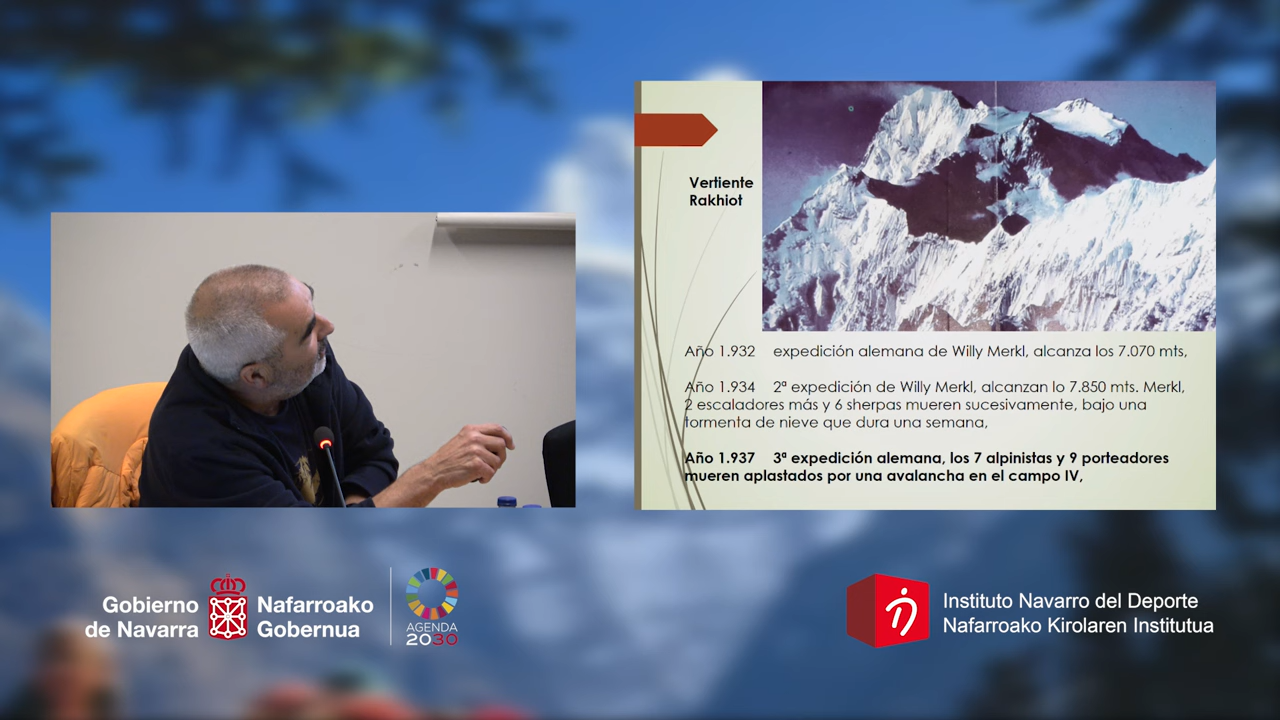 Vertiente
Rakhiot
Año 1.932 expedición alemana de Willy Merkl, alcanza los 7.070 mts,
Año 1.934 2ª expedición de Willy Merkl, alcanzan lo 7.850 mts. Merkl,
2 escaladores más y 6 sherpas mueren sucesivamente, bajo una
tormenta de nieve que dura una semana,
Año 1.937 3ª expedición alemana, los 7 alpinistas y 9 porteadores
mueren aplastados por una avalancha en el campo IV,
Gobierno
de Navarra
Nafarroako
Gobernua
AGENDA
2030
Instituto Navarro del Deporte
Nafarroako Kirolaren Institutua